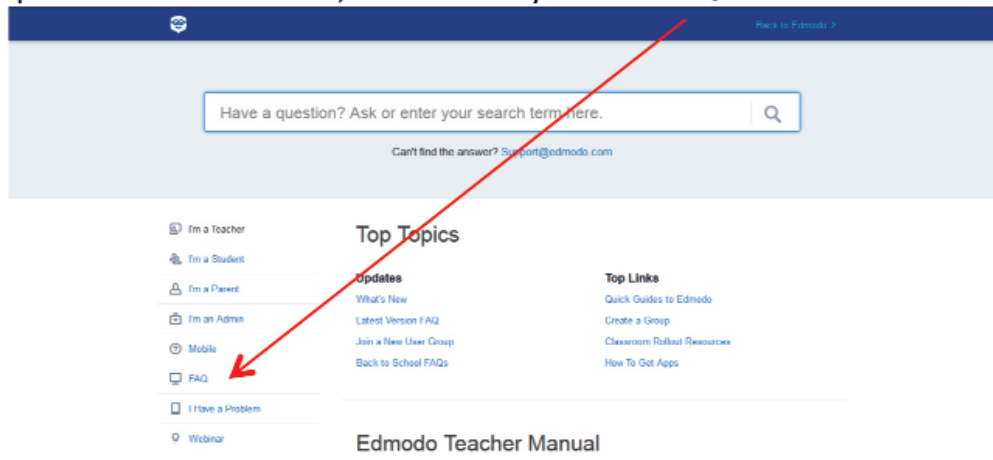 Back to Edmodo >
Have a question? Ask or enter your search term here.
Can't find the answer? Support@edmodo.com
I'm a Teacher
I'm a Student
I'm a Parent
I'm an Admin
Mobile
FAQ
I Have a Problem
Webinar
Top Topics
Updates
What's New
Latest Version FAQ
Join a New User Group
Back to School FAQs
Top Links
Quick Guides to Edmodo
Create a Group
Classroom Rollout Resources
How To Get Apps
Edmodo Teacher Manual